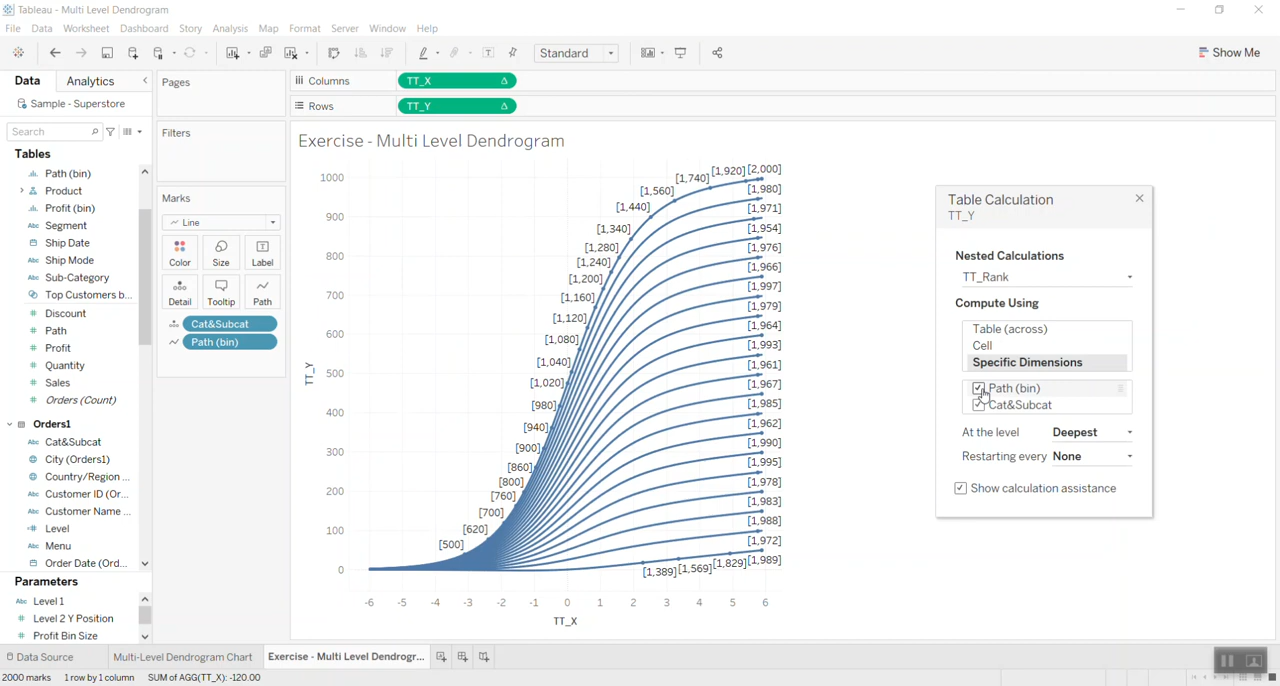 Tableau - Multi Level Dendrogram
File Data Worksheet Dashboard Story Analysis Map Format Server Window Help
Standard
Show Me
Data Analytics
Sample - Superstore
Search
Tables
Path (bin)
Product
Profit (bin)
Abc Segment
Ship Date
Abc Ship Mode
Abc Sub-Category
Top Customers b...
# Discount
# Path
# Profit
# Quantity
# Sales
# Orders (Count)
Orders1
Abc Cat&Subcat
City (Orders1)
Country/Region ...
Abc Customer ID (Or...
Abc Customer Name ...
Level
Abc Menu
Order Date (Ord...
Parameters
Abc Level 1
# Level 2 Y Position
# Profit Bin Size
Pages
Filters
Marks
Line
Color Size Label
Detail Tooltip Path
Cat&Subcat
Path (bin)
Columns TT_X
Rows TT_Y
Exercise - Multi Level Dendrogram
TT_Y
1000
900
800
700
600
500
400
300
200
100
0
[500]
[620]
[700]
[760]
[800]
[860]
[900]
[940]
[980]
[1,020]
[1,040]
[1,080]
[1,120]
[1,160]
[1,200]
[1,240]
[1,280]
[1,340]
[1,440]
[1,560]
[1,740]
[1,920]
[2,000]
[1,980]
[1,971]
[1,954]
[1,976]
[1,966]
[1,997]
[1,979]
[1,964]
[1,993]
[1,961]
[1,967]
[1,985]
[1,962]
[1,990]
[1,995]
[1,978]
[1,983]
[1,988]
[1,972]
[1,389] [1,569] [1,829] [1,989]
-6 -5 -4 -3 -2 -1 0 1 2 3 4 5 6
TT_X
Table Calculation
TT_Y
Nested Calculations
TT_Rank
Compute Using
Table (across)
Cell
Specific Dimensions
Path (bin)
Cat&Subcat
At the level Deepest
Restarting every None
Show calculation assistance
Data Source Multi-Level Dendrogram Chart Exercise - Multi Level Dendrogr...
2000 marks 1 row by 1 column SUM of AGG(TT_X): -120.00